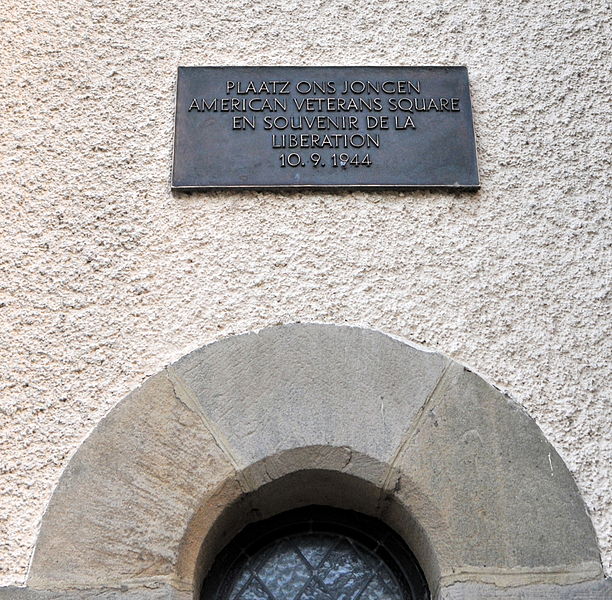 PLAATZ ONS JONGEN
AMERICAN VETERANS SQUARE
EN SOUVENIR DE LA
LIBERATION
10. 9. 1944